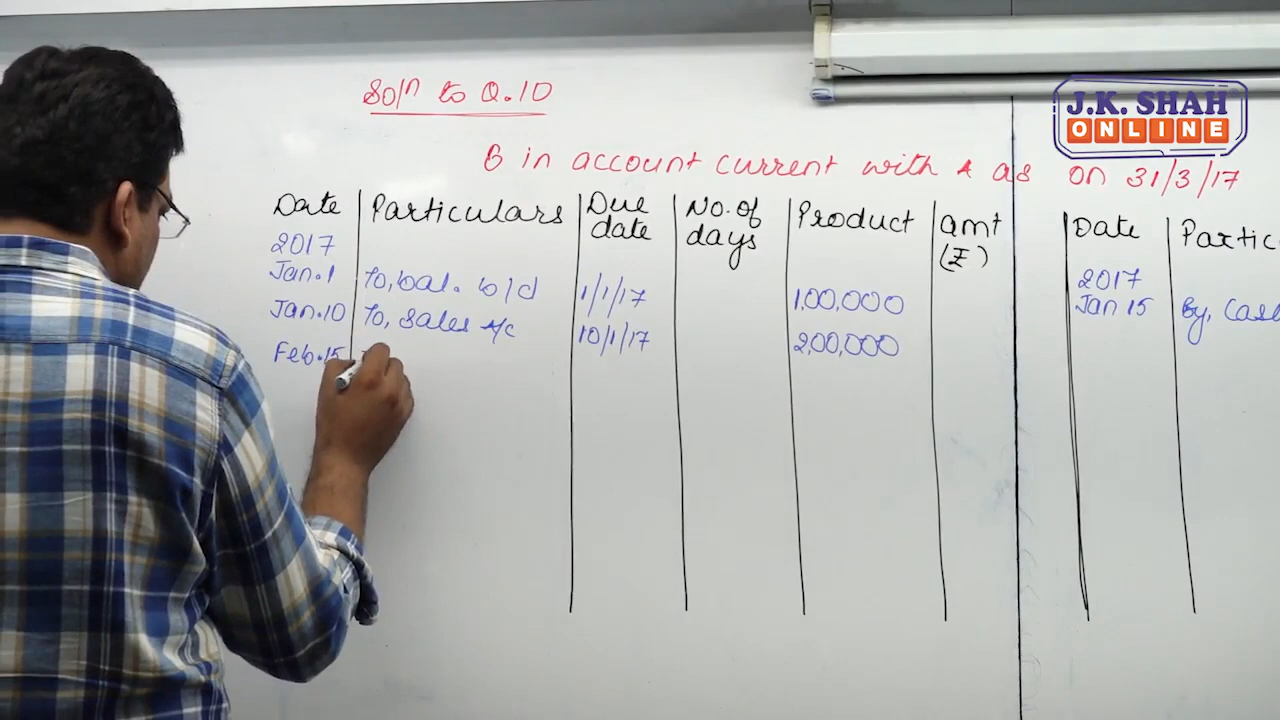 Soln to Q.10
J.K. SHAH
ONLINE
B in account current with A as on 31/3/17
Date Particulars Due date No. of days Product amt (₹) Date Partic
2017 2017
Jan. 1 To, bal. b/d 1/1/17 1,00,000 Jan 15 By, Cas
Jan. 10 To, Sales A/c 10/1/17 2,00,000
Feb. 15